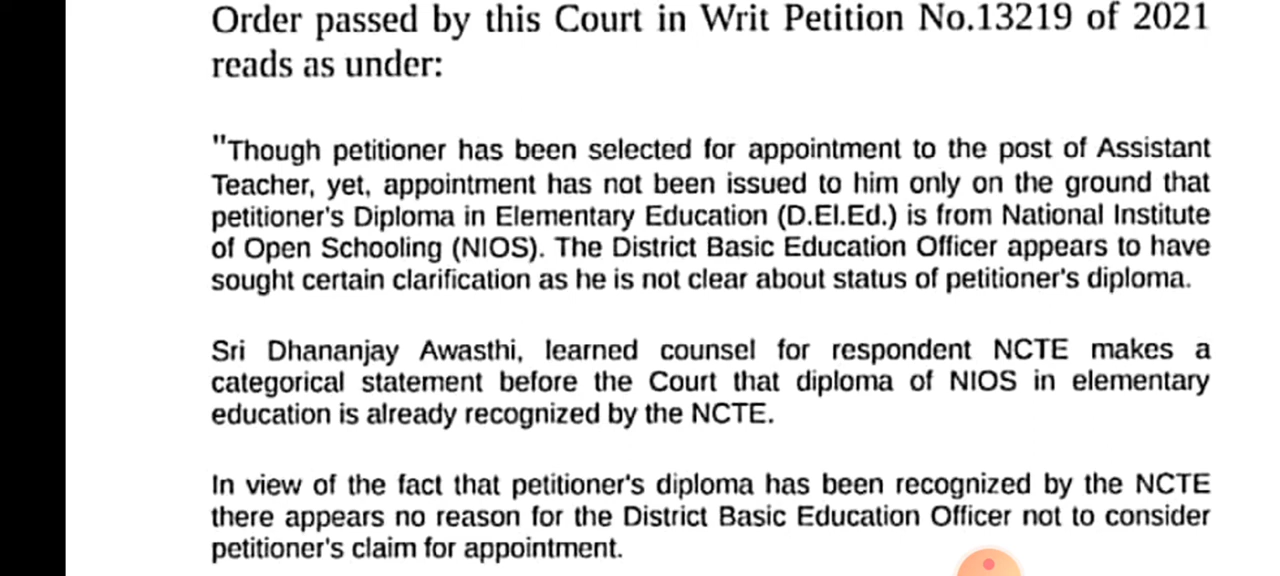 Order passed by this Court in Writ Petition No.13219 of 2021
reads as under:
"Though petitioner has been selected for appointment to the post of Assistant
Teacher, yet, appointment has not been issued to him only on the ground that
petitioner's Diploma in Elementary Education (D.El.Ed.) is from National Institute
of Open Schooling (NIOS). The District Basic Education Officer appears to have
sought certain clarification as he is not clear about status of petitioner's diploma.
Sri Dhananjay Awasthi, learned counsel for respondent NCTE makes a
categorical statement before the Court that diploma of NIOS in elementary
education is already recognized by the NCTE.
In view of the fact that petitioner's diploma has been recognized by the NCTE
there appears no reason for the District Basic Education Officer not to consider
petitioner's claim for appointment.